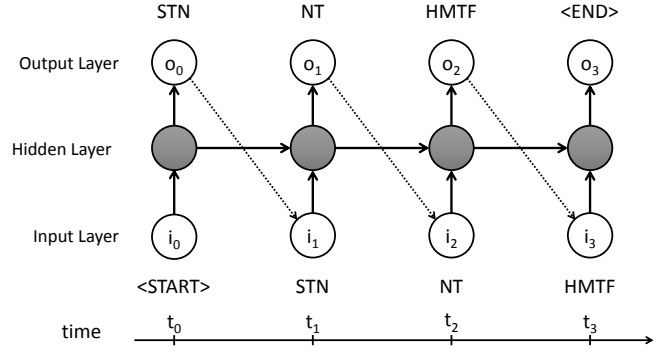 STN NT HMTF <END>
Output Layer o0 o1 o2 o3
Hidden Layer
Input Layer i0 i1 i2 i3
<START> STN NT HMTF
time t0 t1 t2 t3